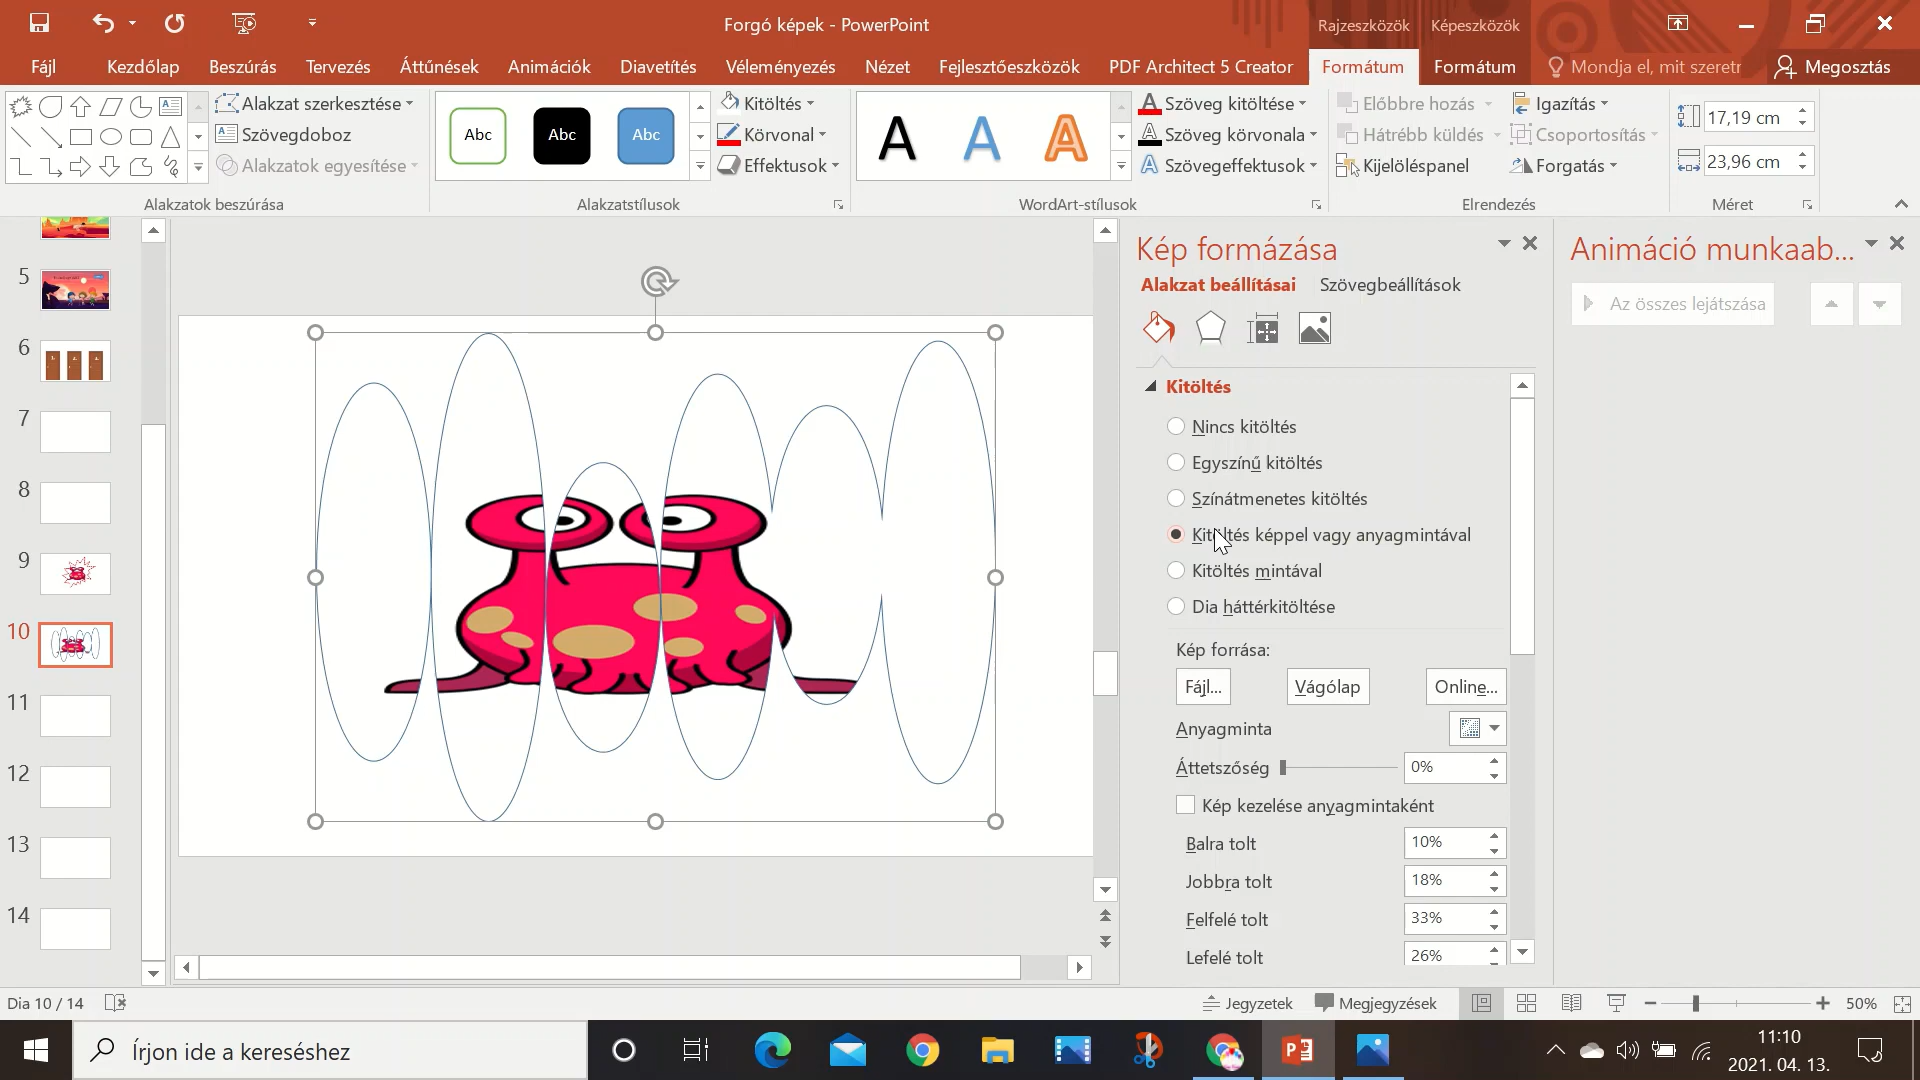 Forgó képek - PowerPoint
Rajzeszközök
Képeszközök
Fájl
Kezdőlap
Beszúrás
Tervezés
Áttűnések
Animációk
Diavetítés
Véleményezés
Nézet
Fejlesztőeszközök
PDF Architect 5 Creator
Formátum
Formátum
Mondja el, mit szeretn
Megosztás
Alakzat szerkesztése
Szövegdoboz
Alakzatok egyesítése
Alakzatok beszúrása
Abc
Abc
Abc
Kitöltés
Körvonal
Effektusok
Alakzatstílusok
A
A
A
Szöveg kitöltése
Szöveg körvonala
Szövegeffektusok
WordArt-stílusok
Előbbre hozás
Hátrébb küldés
Kijelöléspanel
Igazítás
Csoportosítás
Forgatás
Elrendezés
17,19 cm
23,96 cm
Méret
5
6
7
8
9
10
11
12
13
14
Kép formázása
Alakzat beállításai
Szövegbeállítások
Kitöltés
Nincs kitöltés
Egyszínű kitöltés
Színátmenetes kitöltés
Kitöltés képpel vagy anyagmintával
Kitöltés mintával
Dia háttérkitöltése
Kép forrása:
Fájl...
Vágólap
Online...
Anyagminta
Áttetszőség
0%
Kép kezelése anyagmintaként
Balra tolt
10%
Jobbra tolt
18%
Felfelé tolt
33%
Lefelé tolt
26%
Animáció munkaab...
Az összes lejátszása
Dia 10 / 14
Jegyzetek
Megjegyzések
50%
Írjon ide a kereséshez
11:10
2021. 04. 13.